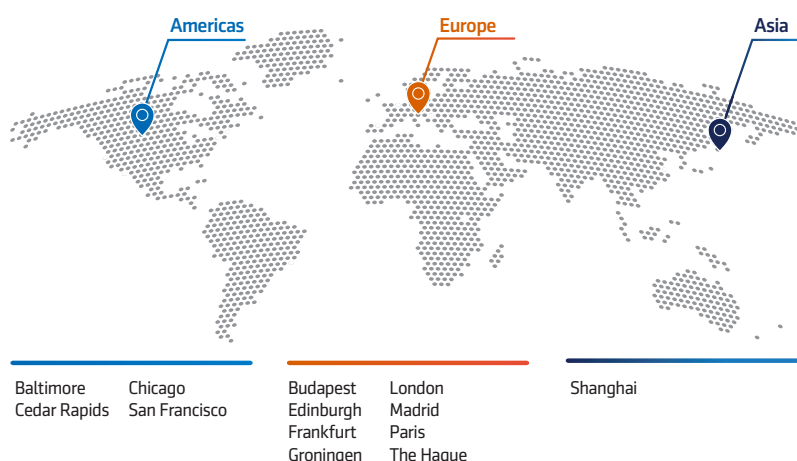 Americas
Europe
Asia
Baltimore Chicago
Cedar Rapids San Francisco
Budapest London
Edinburgh Madrid
Frankfurt Paris
Groningen The Hague
Shanghai